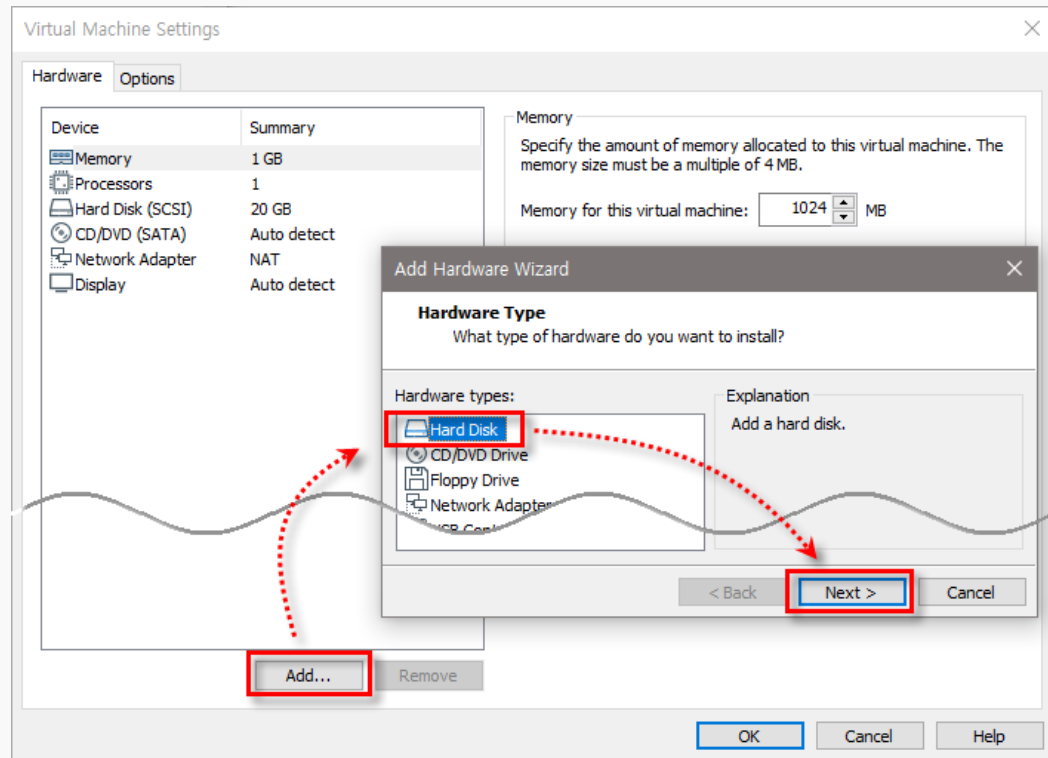 Virtual Machine Settings
Hardware Options
Device Summary
Memory 1 GB
Processors 1
Hard Disk (SCSI) 20 GB
CD/DVD (SATA) Auto detect
Network Adapter NAT
Display Auto detect
Memory
Specify the amount of memory allocated to this virtual machine. The
memory size must be a multiple of 4 MB.
Memory for this virtual machine: 1024 MB
Add Hardware Wizard
Hardware Type
What type of hardware do you want to install?
Hardware types:
Hard Disk
CD/DVD Drive
Floppy Drive
Network Adapter
Explanation
Add a hard disk.
< Back Next > Cancel
Add... Remove
OK Cancel Help